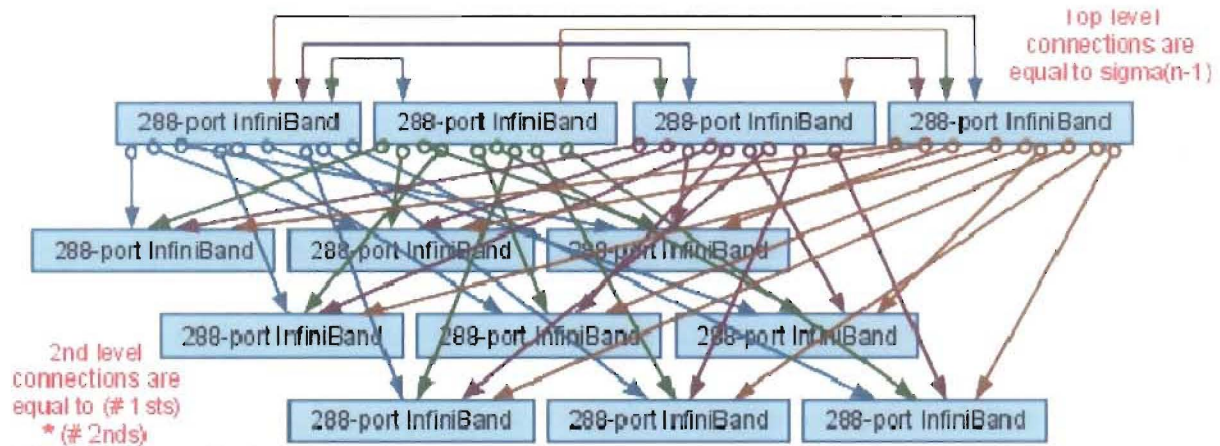 Top level
connections are
equal to sigma(n-1)
288-port InfiniBand
288-port InfiniBand
288-port InfiniBand
288-port InfiniBand
288-port InfiniBand
288-port InfiniBand
288-port InfiniBand
288-port InfiniBand
288-port InfiniBand
288-port InfiniBand
2nd level
connections are
equal to (# 1sts)
* (# 2nds)
288-port InfiniBand
288-port InfiniBand
288-port InfiniBand